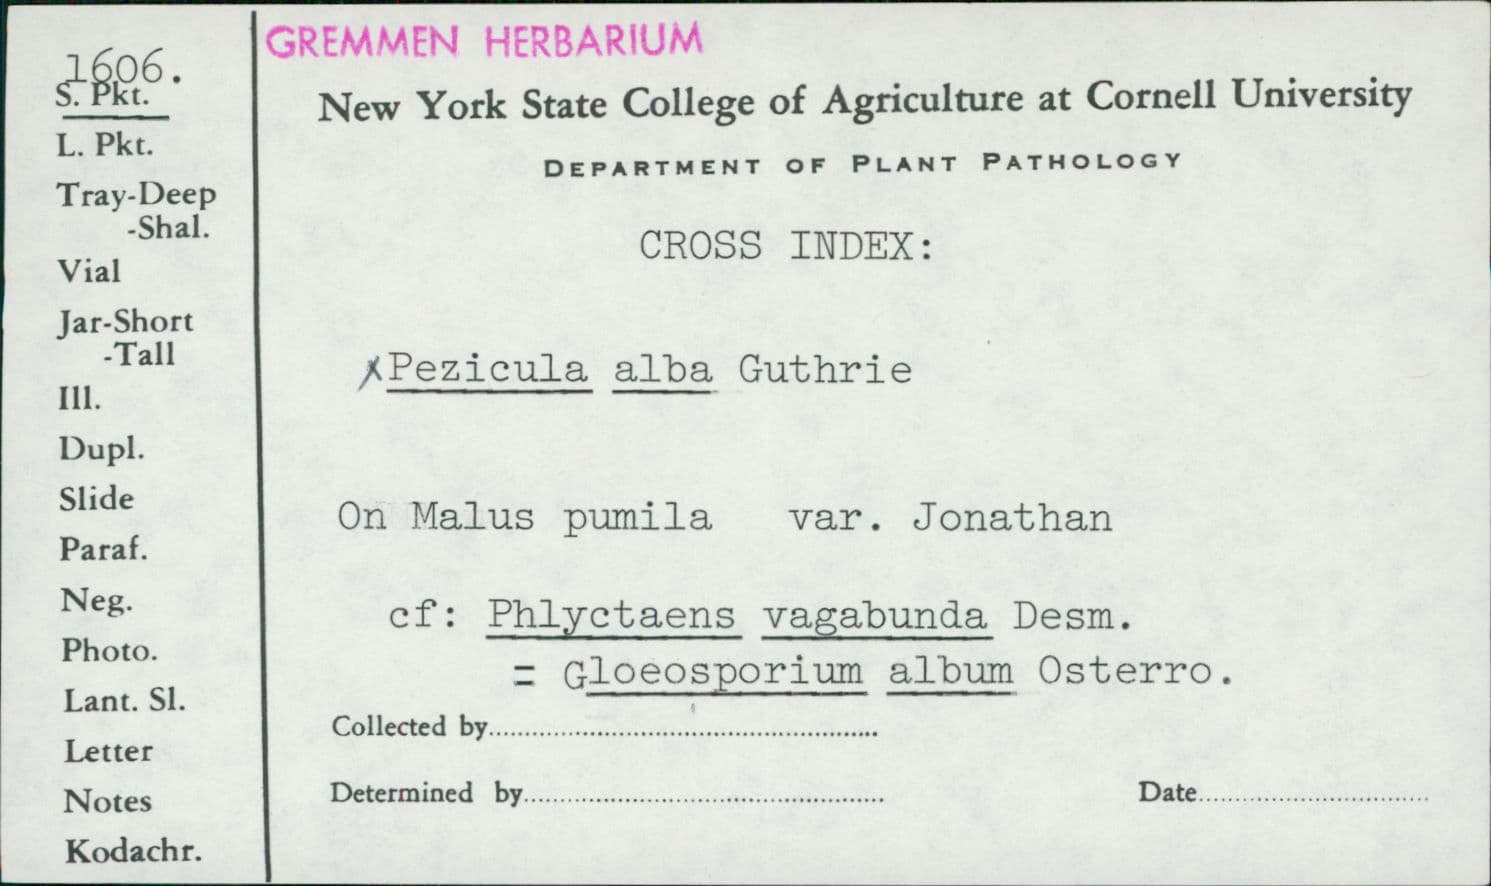 1606.
S. Pkt.
L. Pkt.
Tray-Deep
-Shal.
Vial
Jar-Short
-Tall
Ill.
Dupl.
Slide
Paraf.
Neg.
Photo.
Lant. Sl.
Letter
Notes
Kodachr.
GREMMEN HERBARIUM
New York State College of Agriculture at Cornell University
DEPARTMENT OF PLANT PATHOLOGY
CROSS INDEX:
x Pezicula alba Guthrie
On Malus pumila var. Jonathan
cf: Phlyctaens vagabunda Desm.
= Gloeosporium album Osterro.
Collected by
Determined by
Date